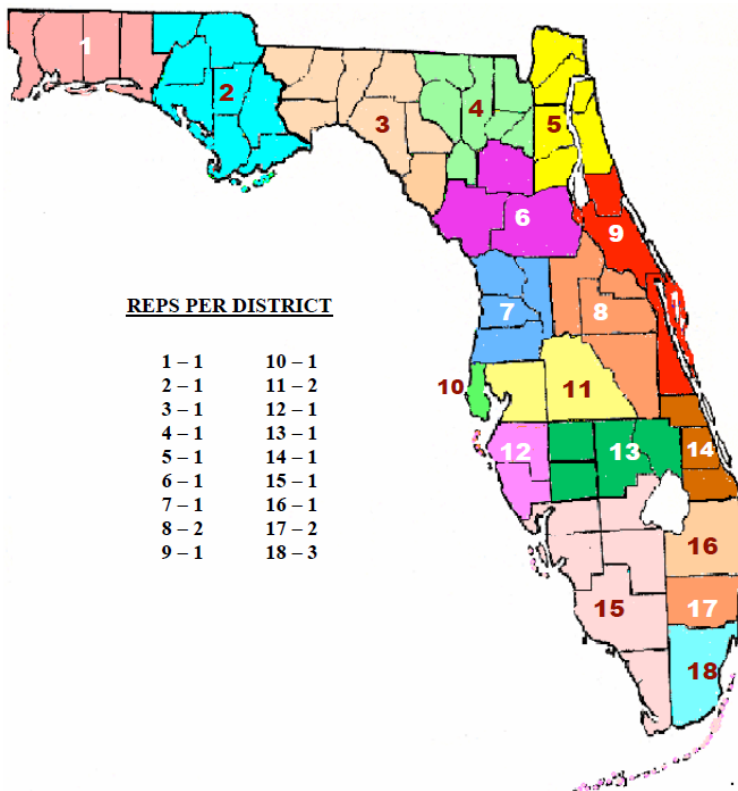 1
2
3
4
5
6
9
REPS PER DISTRICT
7
8
1 – 1 10 – 1
2 – 1 11 – 2
3 – 1 12 – 1
4 – 1 13 – 1
5 – 1 14 – 1
6 – 1 15 – 1
7 – 1 16 – 1
8 – 2 17 – 2
9 – 1 18 – 3
10
11
12
13
14
16
15
17
18